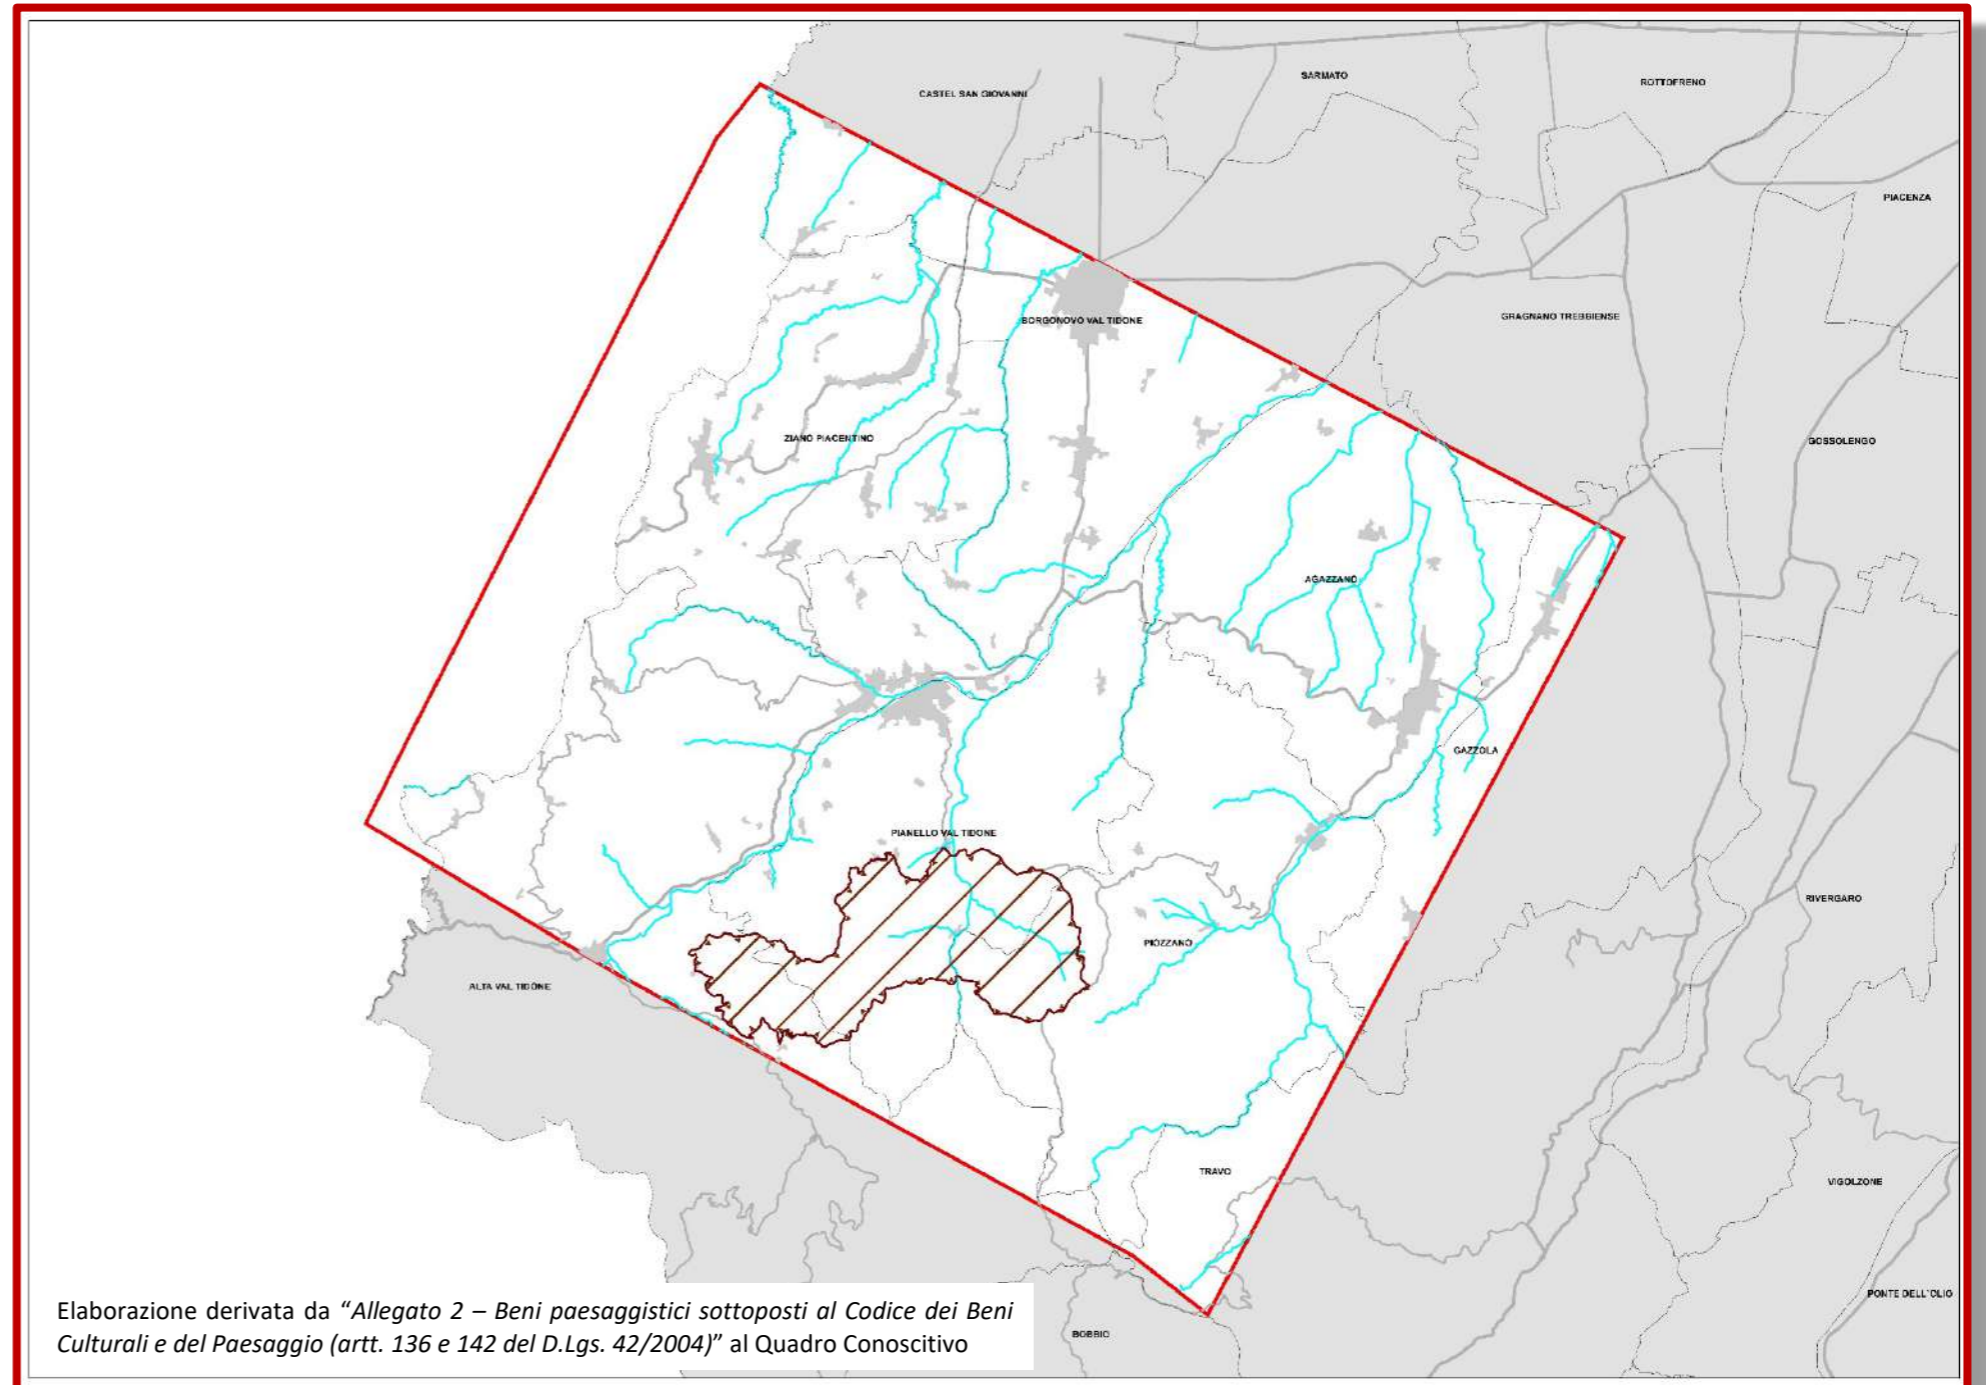 SARMATO
ROTTOFRENO
CASTEL SAN GIOVANNI
PIACENZA
GRAGNANO TREBBIENSE
BORGONOVO VAL TIDONE
ZIANO PIACENTINO
GOSSOLENGO
AGAZZANO
GAZZOLA
PIANELLO VAL TIDONE
RIVERGARO
PIOZZANO
ALTA VAL TIDONE
TRAVO
VIGOLZONE
PONTE DELL'OLIO
Elaborazione derivata da “Allegato 2 – Beni paesaggistici sottoposti al Codice dei Beni
Culturali e del Paesaggio (artt. 136 e 142 del D.Lgs. 42/2004)” al Quadro Conoscitivo
BOBBIO